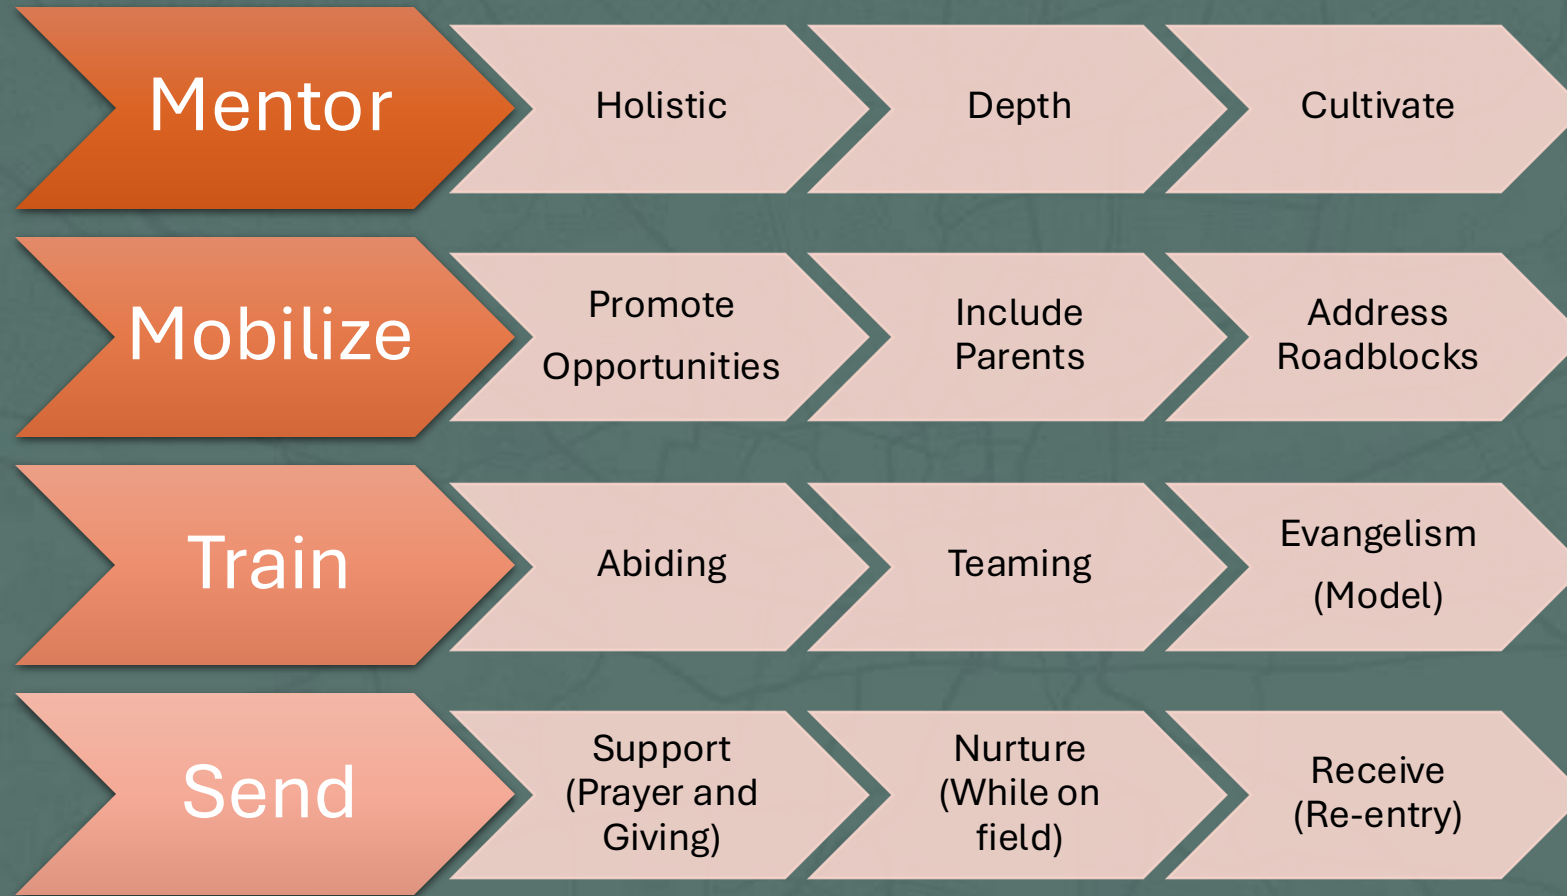 Mentor
Holistic
Depth
Cultivate
Mobilize
Promote
Opportunities
Include
Parents
Address
Roadblocks
Train
Abiding
Teaming
Evangelism
(Model)
Send
Support
(Prayer and
Giving)
Nurture
(While on
field)
Receive
(Re-entry)